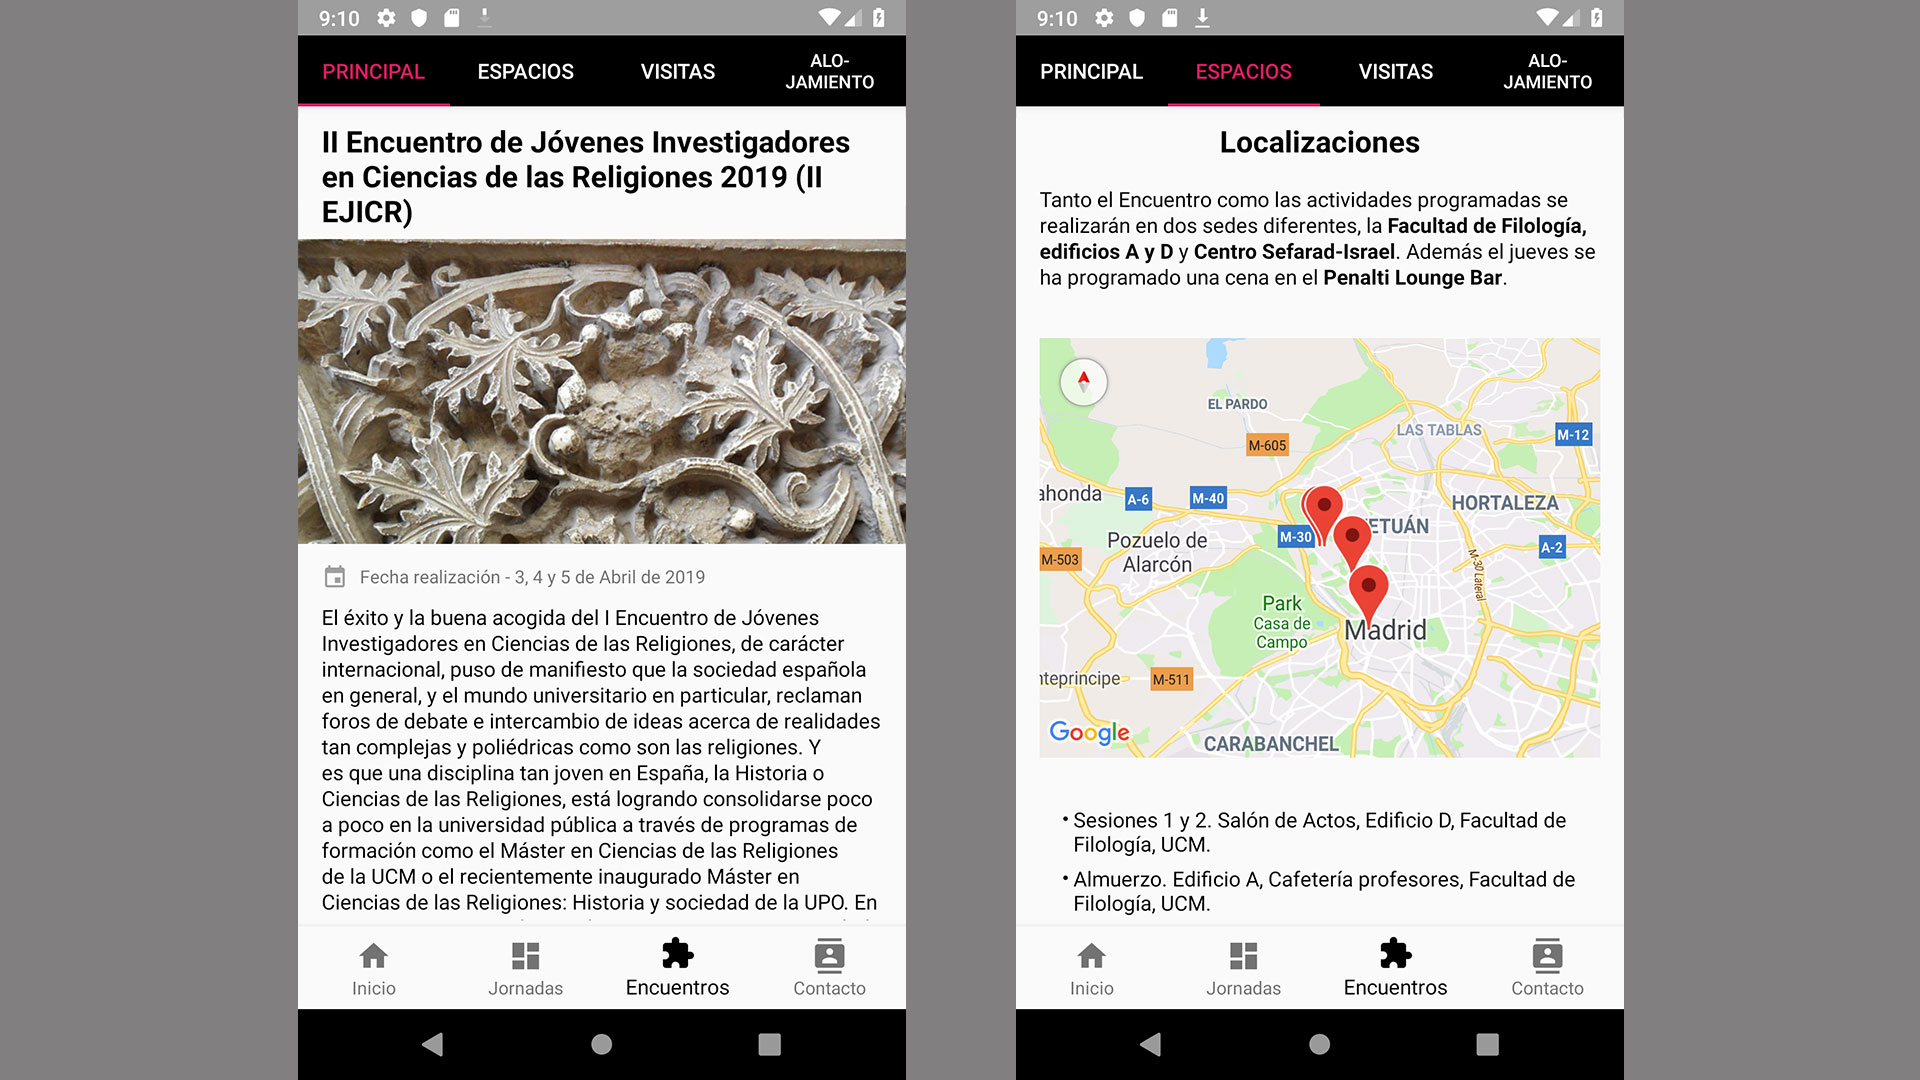 9:10
PRINCIPAL
ESPACIOS
VISITAS
ALO-
JAMIENTO
II Encuentro de Jóvenes Investigadores
en Ciencias de las Religiones 2019 (II
EJICR)
Fecha realización - 3, 4 y 5 de Abril de 2019
El éxito y la buena acogida del I Encuentro de Jóvenes
Investigadores en Ciencias de las Religiones, de carácter
internacional, puso de manifiesto que la sociedad española
en general, y el mundo universitario en particular, reclaman
foros de debate e intercambio de ideas acerca de realidades
tan complejas y poliédricas como son las religiones. Y
es que una disciplina tan joven en España, la Historia o
Ciencias de las Religiones, está logrando consolidarse poco
a poco en la universidad pública a través de programas de
formación como el Máster en Ciencias de las Religiones
de la UCM o el recientemente inaugurado Máster en
Ciencias de las Religiones: Historia y sociedad de la UPO. En
Inicio
Jornadas
Encuentros
Contacto
9:10
PRINCIPAL
ESPACIOS
VISITAS
ALO-
JAMIENTO
Localizaciones
Tanto el Encuentro como las actividades programadas se
realizarán en dos sedes diferentes, la Facultad de Filología,
edificios A y D y Centro Sefarad-Israel. Además el jueves se
ha programado una cena en el Penalti Lounge Bar.
EL PARDO
LAS TABLAS
M-12
M-605
ahonda
A-6
M-40
HORTALEZA
ETUÁN
M-30
Pozuelo de
Alarcón
A-2
M-503
M-30 Lateral
Park
Casa de
Campo
Madrid
nteprincipe
M-511
Google
CARABANCHEL
• Sesiones 1 y 2. Salón de Actos, Edificio D, Facultad de
Filología, UCM.
• Almuerzo. Edificio A, Cafetería profesores, Facultad de
Filología, UCM.
Inicio
Jornadas
Encuentros
Contacto